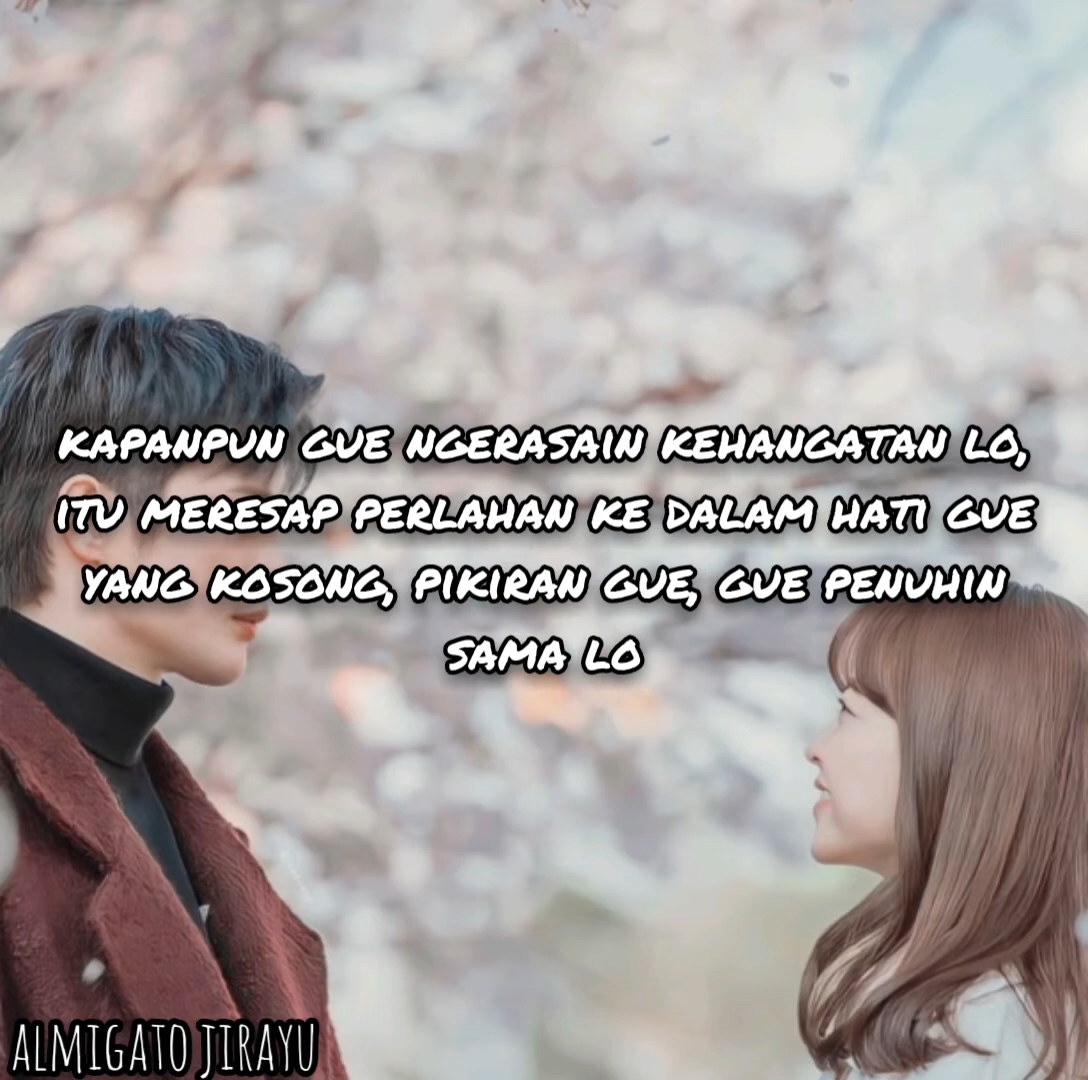 KAPANPUN GUE NGERASAIN KEHANGATAN LO,
ITU MERESAP PERLAHAN KE DALAM HATI GUE
YANG KOSONG, PIKIRAN GUE, GUE PENUHIN
SAMA LO
ALMIGATO JIRAYU